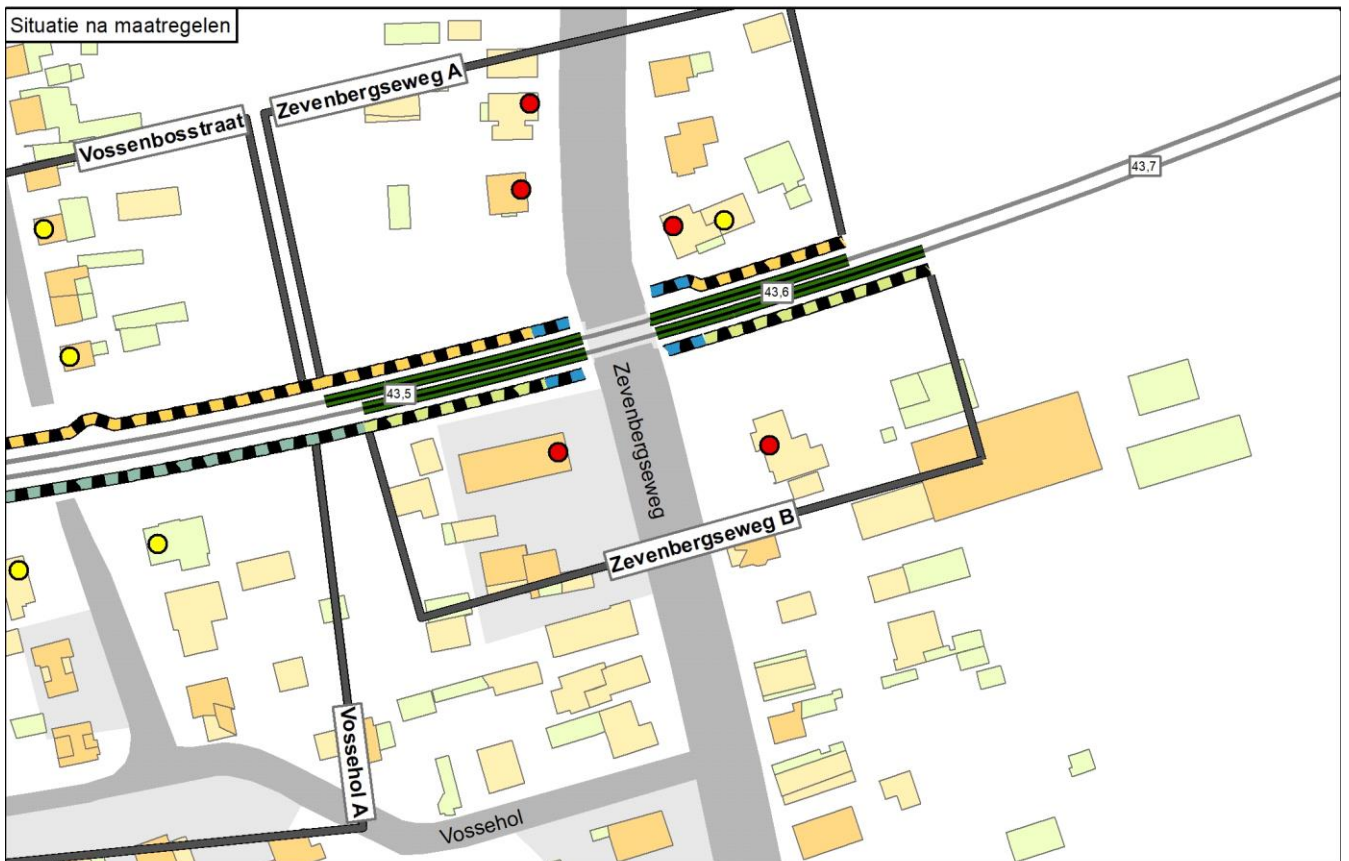 Situatie na maatregelen
Zevenbergseweg A
Vossenbosstraat
43,7
43,6
43,5
Zevenbergseweg
Zevenbergseweg B
Vossehol A
Vossehol